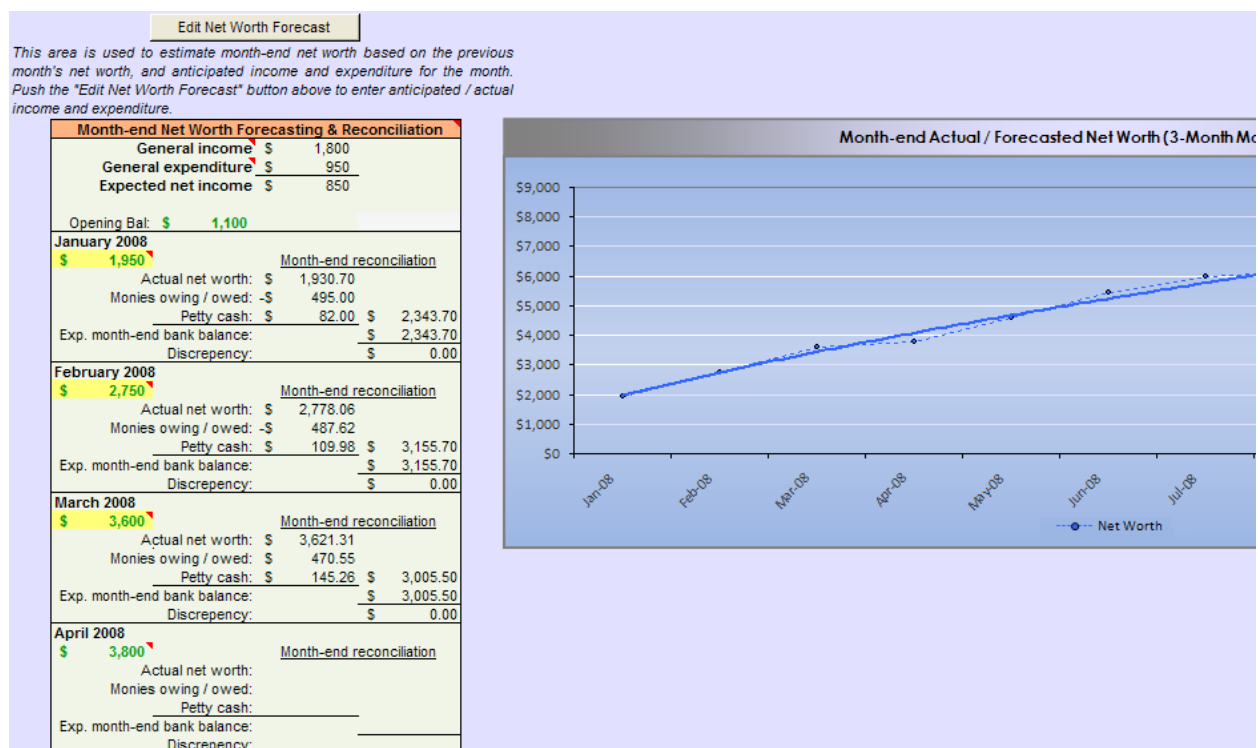 Edit Net Worth Forecast
This area is used to estimate month-end net worth based on the previous
month's net worth, and anticipated income and expenditure for the month.
Push the "Edit Net Worth Forecast" button above to enter anticipated / actual
income and expenditure.
Month-end Net Worth Forecasting & Reconciliation
General income $ 1,800
General expenditure $ 950
Expected net income $ 850
Opening Bal: $ 1,100
January 2008
$ 1,950 Month-end reconciliation
Actual net worth: $ 1,930.70
Monies owing / owed: -$ 495.00
Petty cash: $ 82.00 $ 2,343.70
Exp. month-end bank balance: $ 2,343.70
Discrepency: $ 0.00
February 2008
$ 2,750 Month-end reconciliation
Actual net worth: $ 2,778.06
Monies owing / owed: -$ 487.62
Petty cash: $ 109.98 $ 3,155.70
Exp. month-end bank balance: $ 3,155.70
Discrepency: $ 0.00
March 2008
$ 3,600 Month-end reconciliation
Actual net worth: $ 3,621.31
Monies owing / owed: $ 470.55
Petty cash: $ 145.26 $ 3,005.50
Exp. month-end bank balance: $ 3,005.50
Discrepency: $ 0.00
April 2008
$ 3,800 Month-end reconciliation
Actual net worth:
Monies owing / owed:
Petty cash:
Exp. month-end bank balance:
Discrepency:
Month-end Actual / Forecasted Net Worth (3-Month Mo
$9,000
$8,000
$7,000
$6,000
$5,000
$4,000
$3,000
$2,000
$1,000
$0
Jan-08
Feb-08
Mar-08
Apr-08
May-08
Jun-08
Jul-08
Net Worth